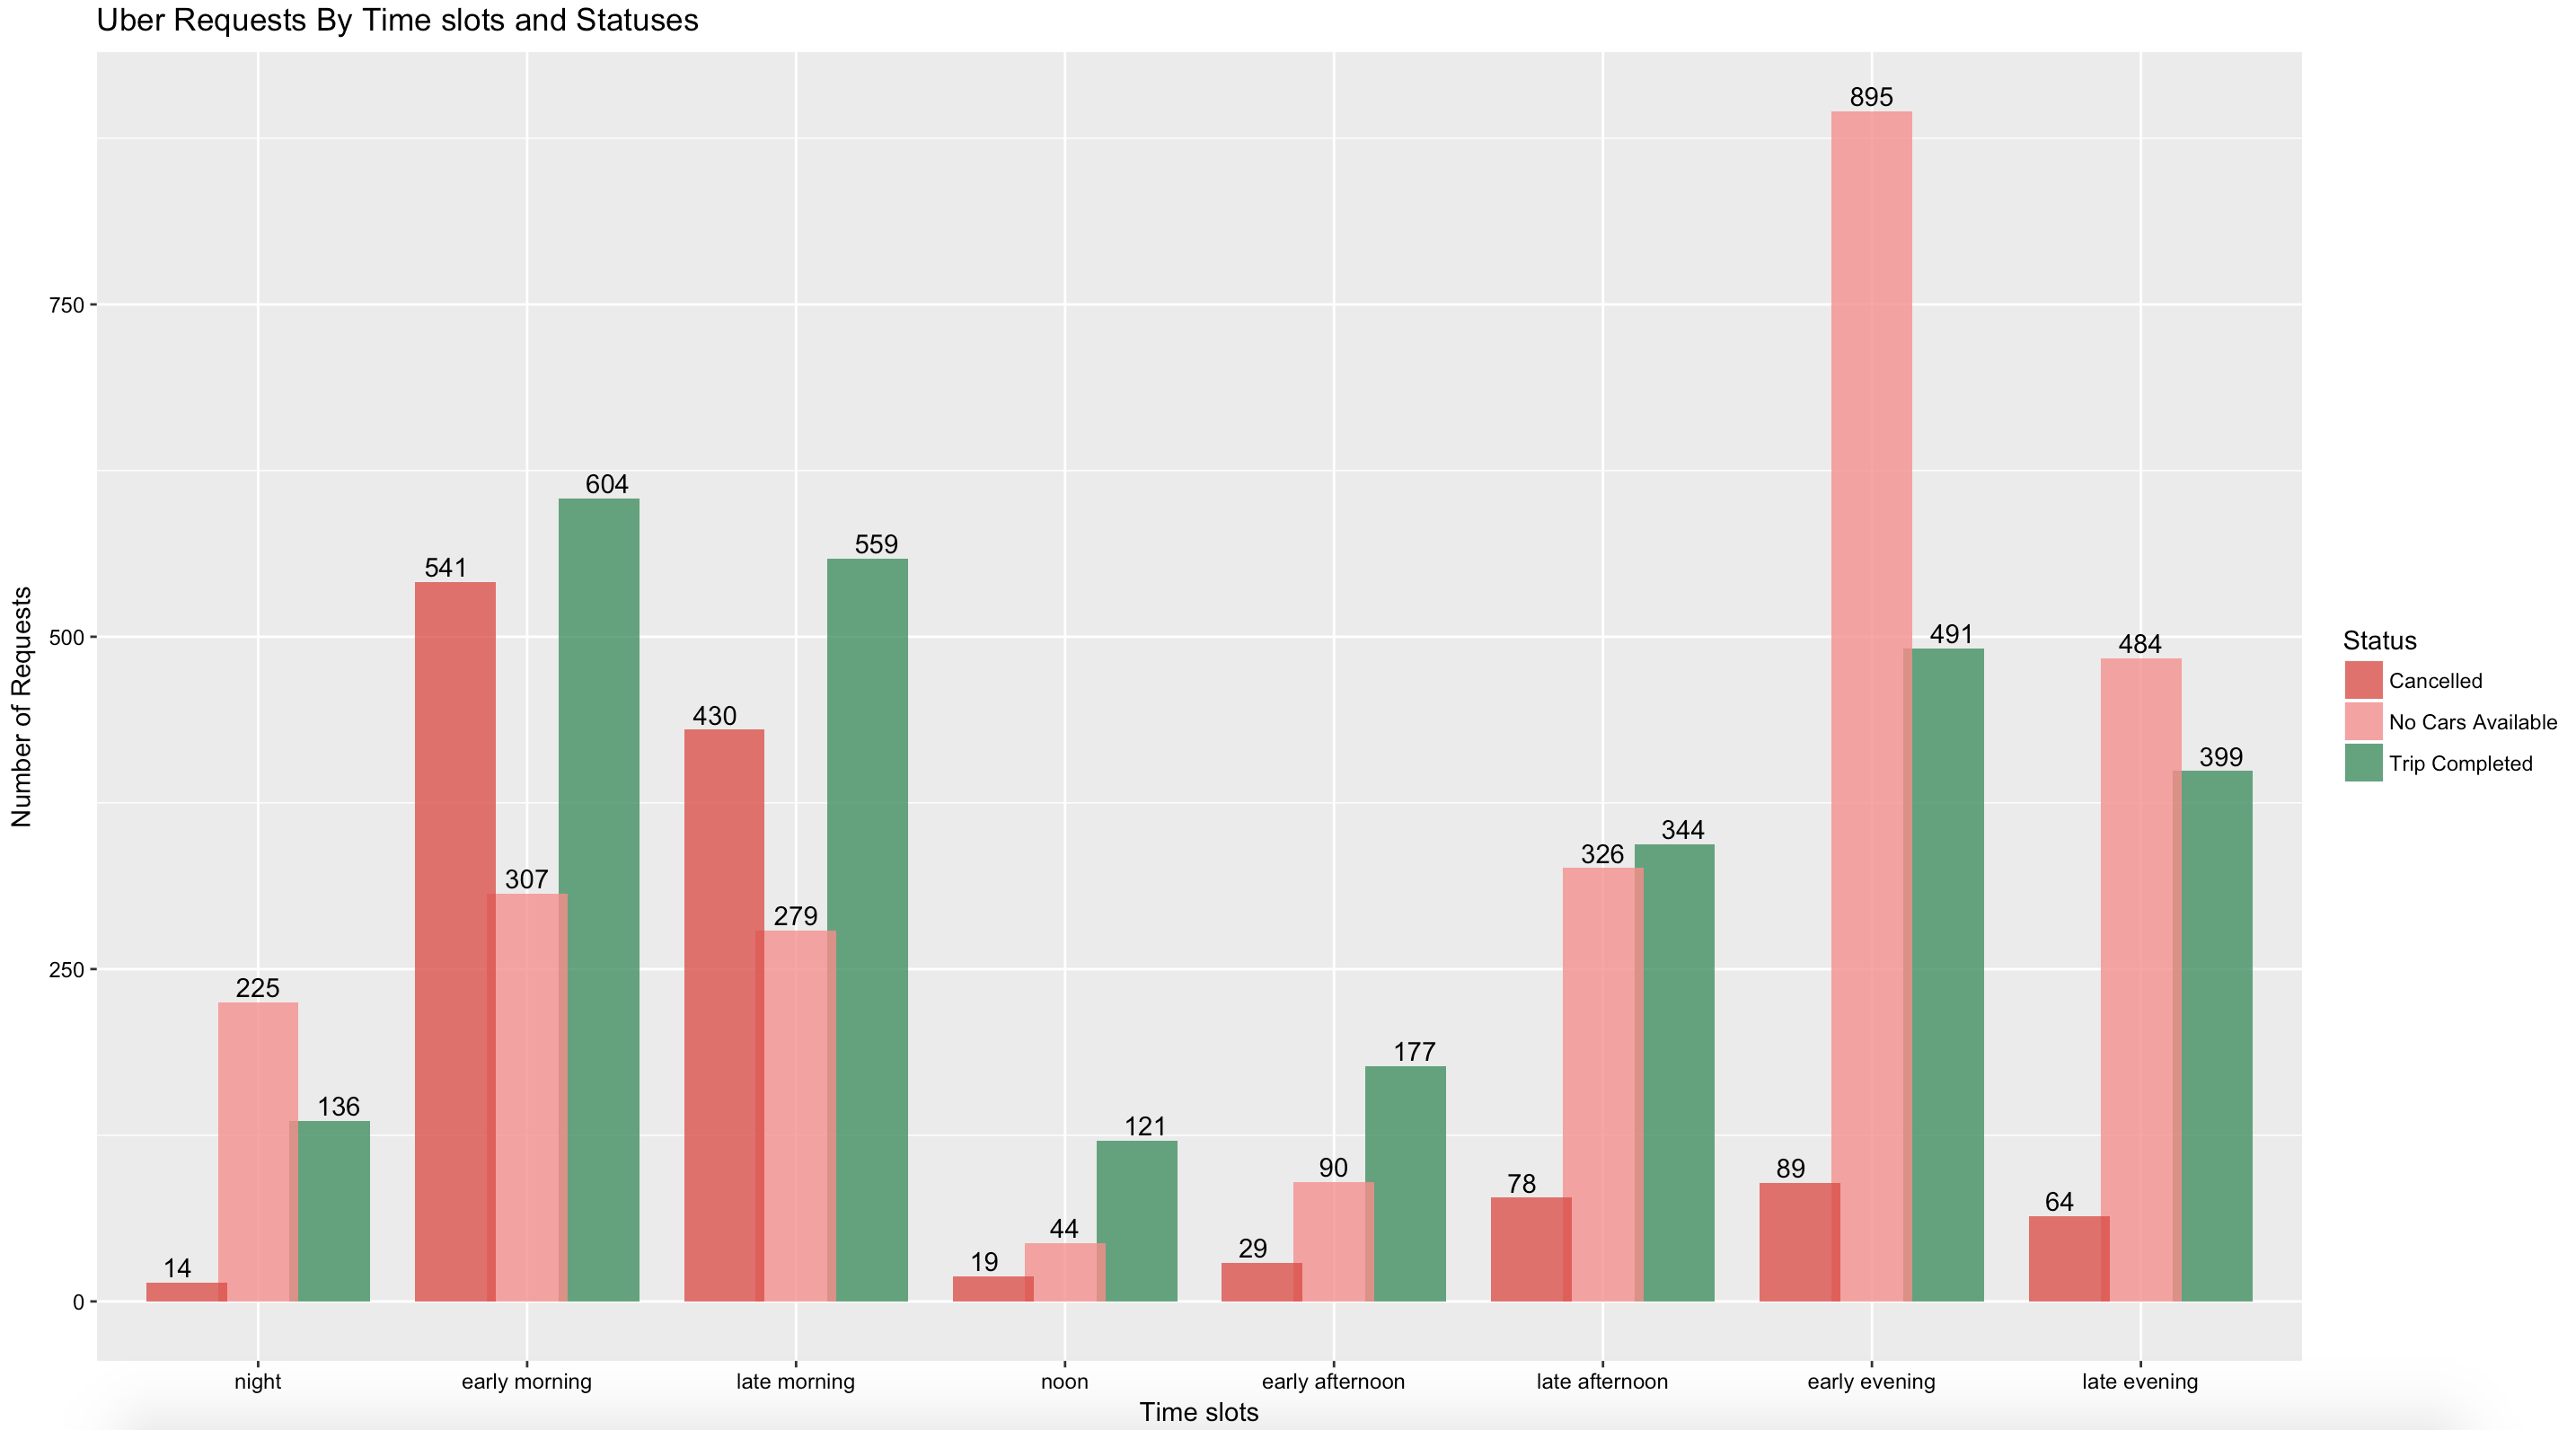 Uber Requests By Time slots and Statuses
Number of Requests
750
500
250
0
14
225
136
541
307
604
430
279
559
19
44
121
29
90
177
78
326
344
89
895
491
64
484
399
night
early morning
late morning
noon
early afternoon
late afternoon
early evening
late evening
Time slots
Status
Cancelled
No Cars Available
Trip Completed